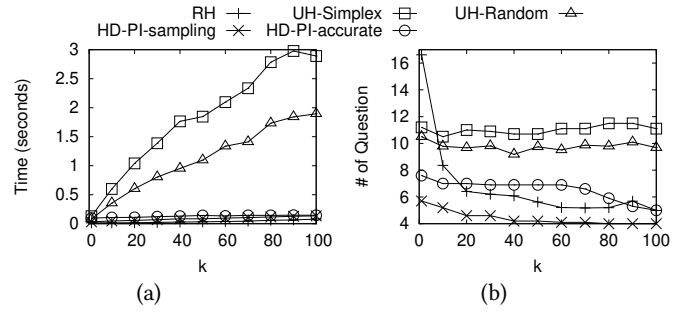 RH UH-Simplex UH-Random
HD-PI-sampling HD-PI-accurate
3
2.5
2
1.5
1
0.5
0
Time (seconds)
0 20 40 60 80 100
k
(a)
16
14
12
10
8
6
4
# of Question
0 20 40 60 80 100
k
(b)